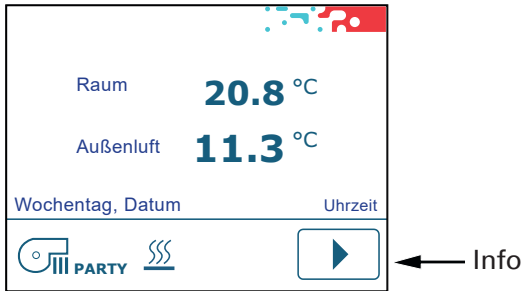 Raum 20.8 °C
Außenluft 11.3 °C
Wochentag, Datum Uhrzeit
PARTY
Info